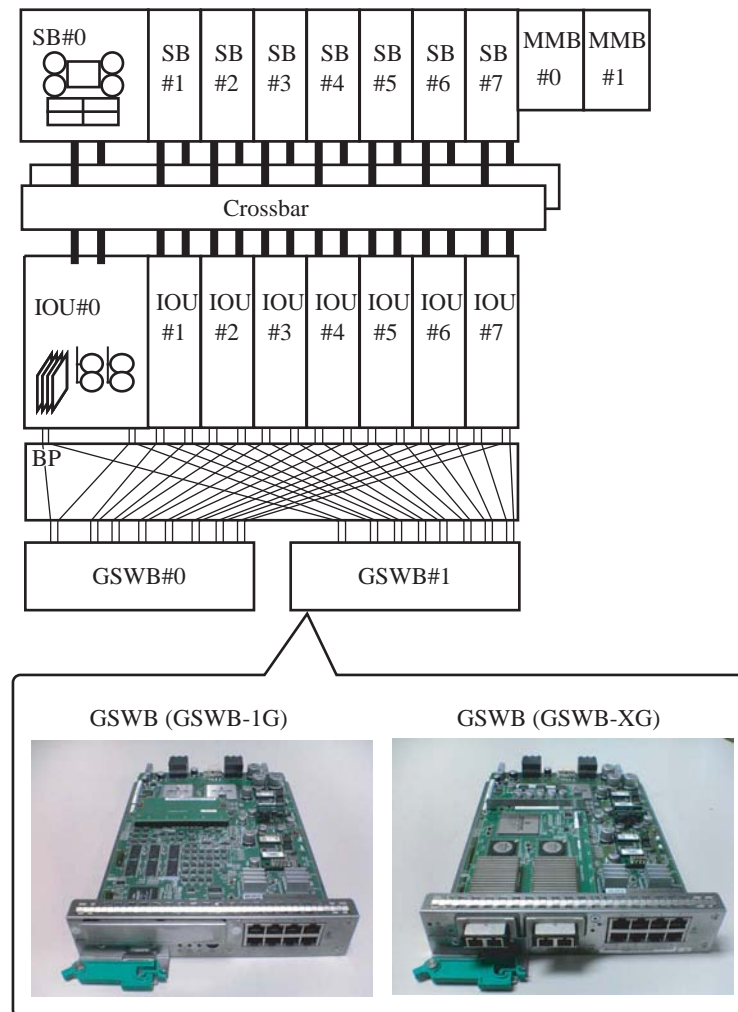 SB#0
SB
#1
SB
#2
SB
#3
SB
#4
SB
#5
SB
#6
SB
#7
MMB
#0
MMB
#1
Crossbar
IOU#0
IOU
#1
IOU
#2
IOU
#3
IOU
#4
IOU
#5
IOU
#6
IOU
#7
BP
GSWB#0
GSWB#1
GSWB (GSWB-1G)
GSWB (GSWB-XG)